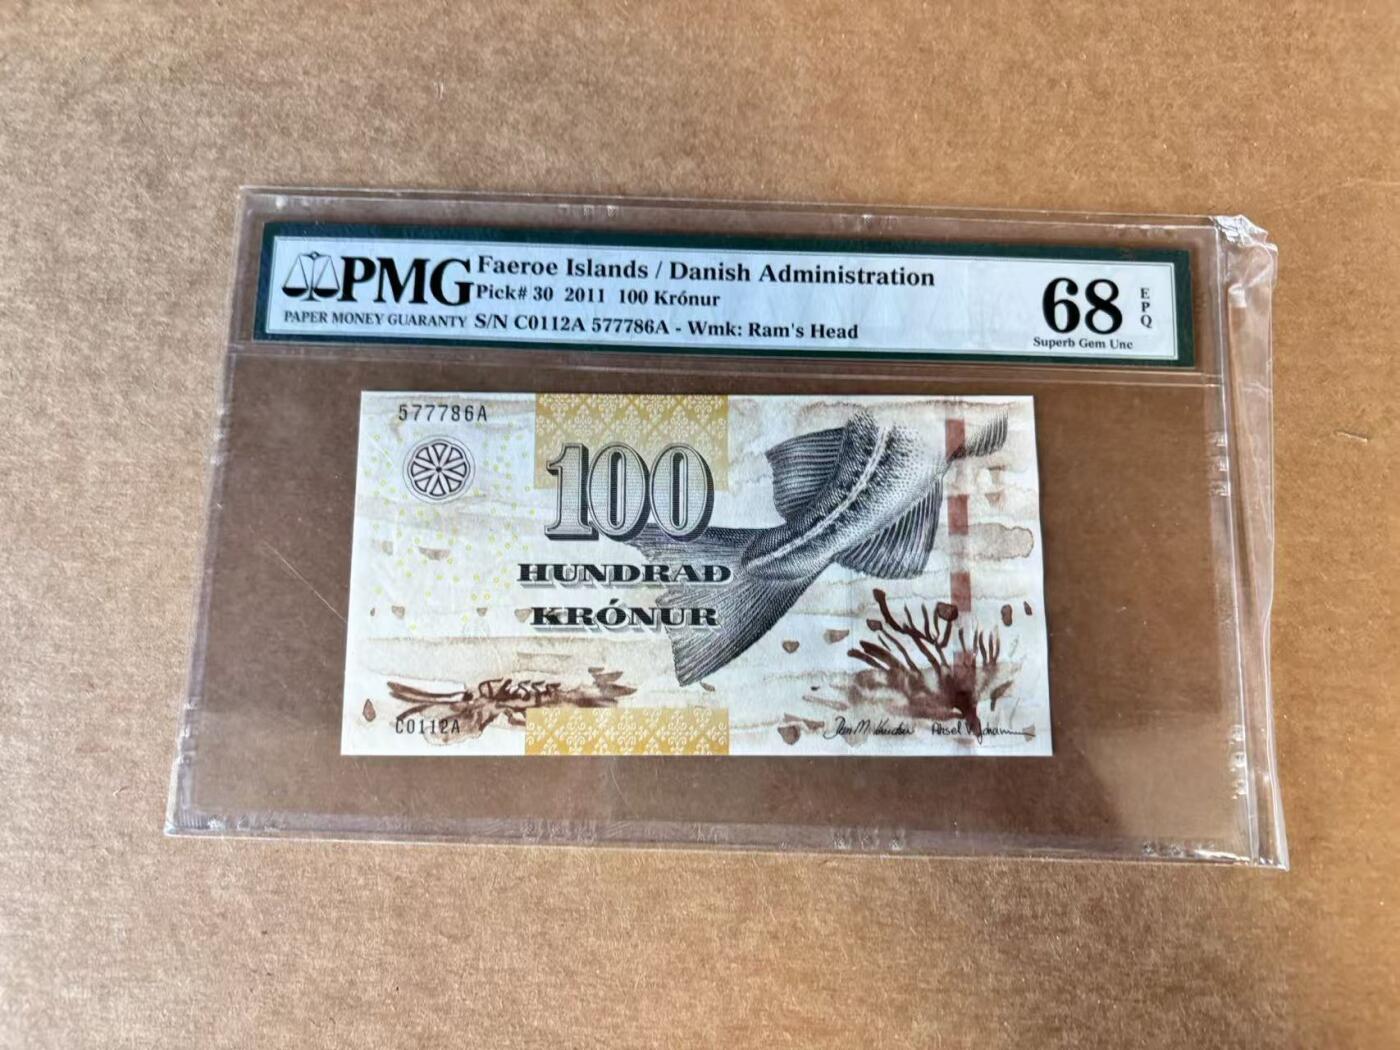 PMG
PAPER MONEY GUARANTY
Faeroe Islands / Danish Administration
Pick# 30 2011 100 Krónur
S/N C0112A 577786A - Wmk: Ram's Head
68
EPQ
Superb Gem Unc
577786A
100
HUNDRAÐ
KRÓNUR
C0112A